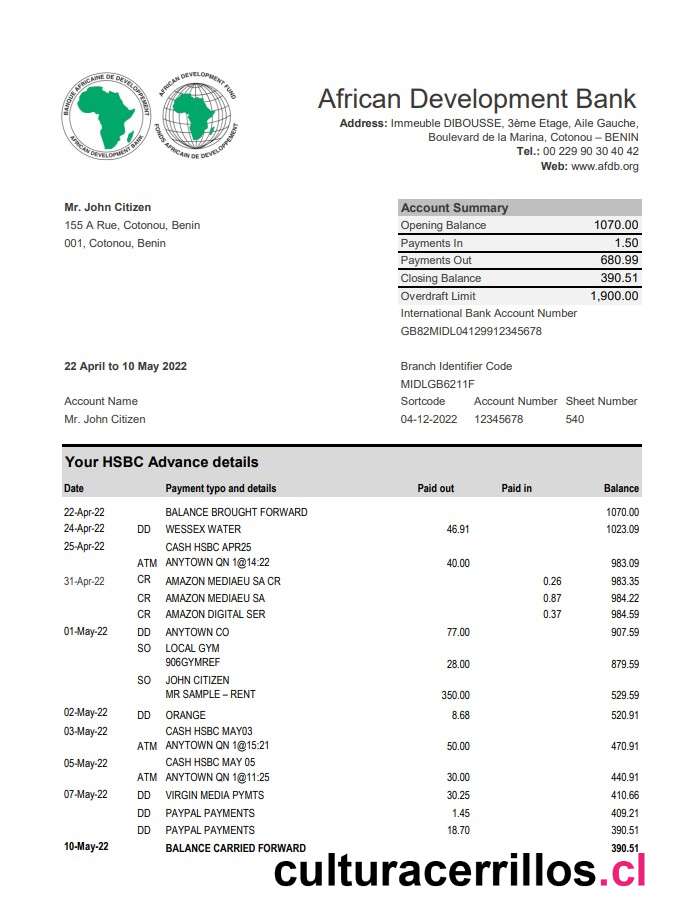 BANQUE AFRICAINE DE DEVELOPPEMENT
AFRICAN DEVELOPMENT BANK
AFRICAN DEVELOPMENT FUND
FONDS AFRICAIN DE DEVELOPPEMENT
African Development Bank
Address: Immeuble DIBOUSSE, 3ème Etage, Aile Gauche,
Boulevard de la Marina, Cotonou – BENIN
Tel.: 00 229 90 30 40 42
Web: www.afdb.org
Mr. John Citizen
155 A Rue, Cotonou, Benin
001, Cotonou, Benin
Account Summary
Opening Balance 1070.00
Payments In 1.50
Payments Out 680.99
Closing Balance 390.51
Overdraft Limit 1,900.00
International Bank Account Number
GB82MIDL04129912345678
22 April to 10 May 2022 Branch Identifier Code
MIDLGB6211F
Account Name Sortcode Account Number Sheet Number
Mr. John Citizen 04-12-2022 12345678 540
Your HSBC Advance details
Date Payment typo and details Paid out Paid in Balance
22-Apr-22 BALANCE BROUGHT FORWARD 1070.00
24-Apr-22 DD WESSEX WATER 46.91 1023.09
25-Apr-22 CASH HSBC APR25
ATM ANYTOWN QN 1@14:22 40.00 983.09
31-Apr-22 CR AMAZON MEDIAEU SA CR 0.26 983.35
CR AMAZON MEDIAEU SA 0.87 984.22
CR AMAZON DIGITAL SER 0.37 984.59
01-May-22 DD ANYTOWN CO 77.00 907.59
SO LOCAL GYM
906GYMREF 28.00 879.59
SO JOHN CITIZEN
MR SAMPLE – RENT 350.00 529.59
02-May-22 DD ORANGE 8.68 520.91
03-May-22 CASH HSBC MAY03
ATM ANYTOWN QN 1@15:21 50.00 470.91
05-May-22 CASH HSBC MAY 05
ATM ANYTOWN QN 1@11:25 30.00 440.91
07-May-22 DD VIRGIN MEDIA PYMTS 30.25 410.66
DD PAYPAL PAYMENTS 1.45 409.21
DD PAYPAL PAYMENTS 18.70 390.51
10-May-22 BALANCE CARRIED FORWARD 390.51
culturacerrillos.cl